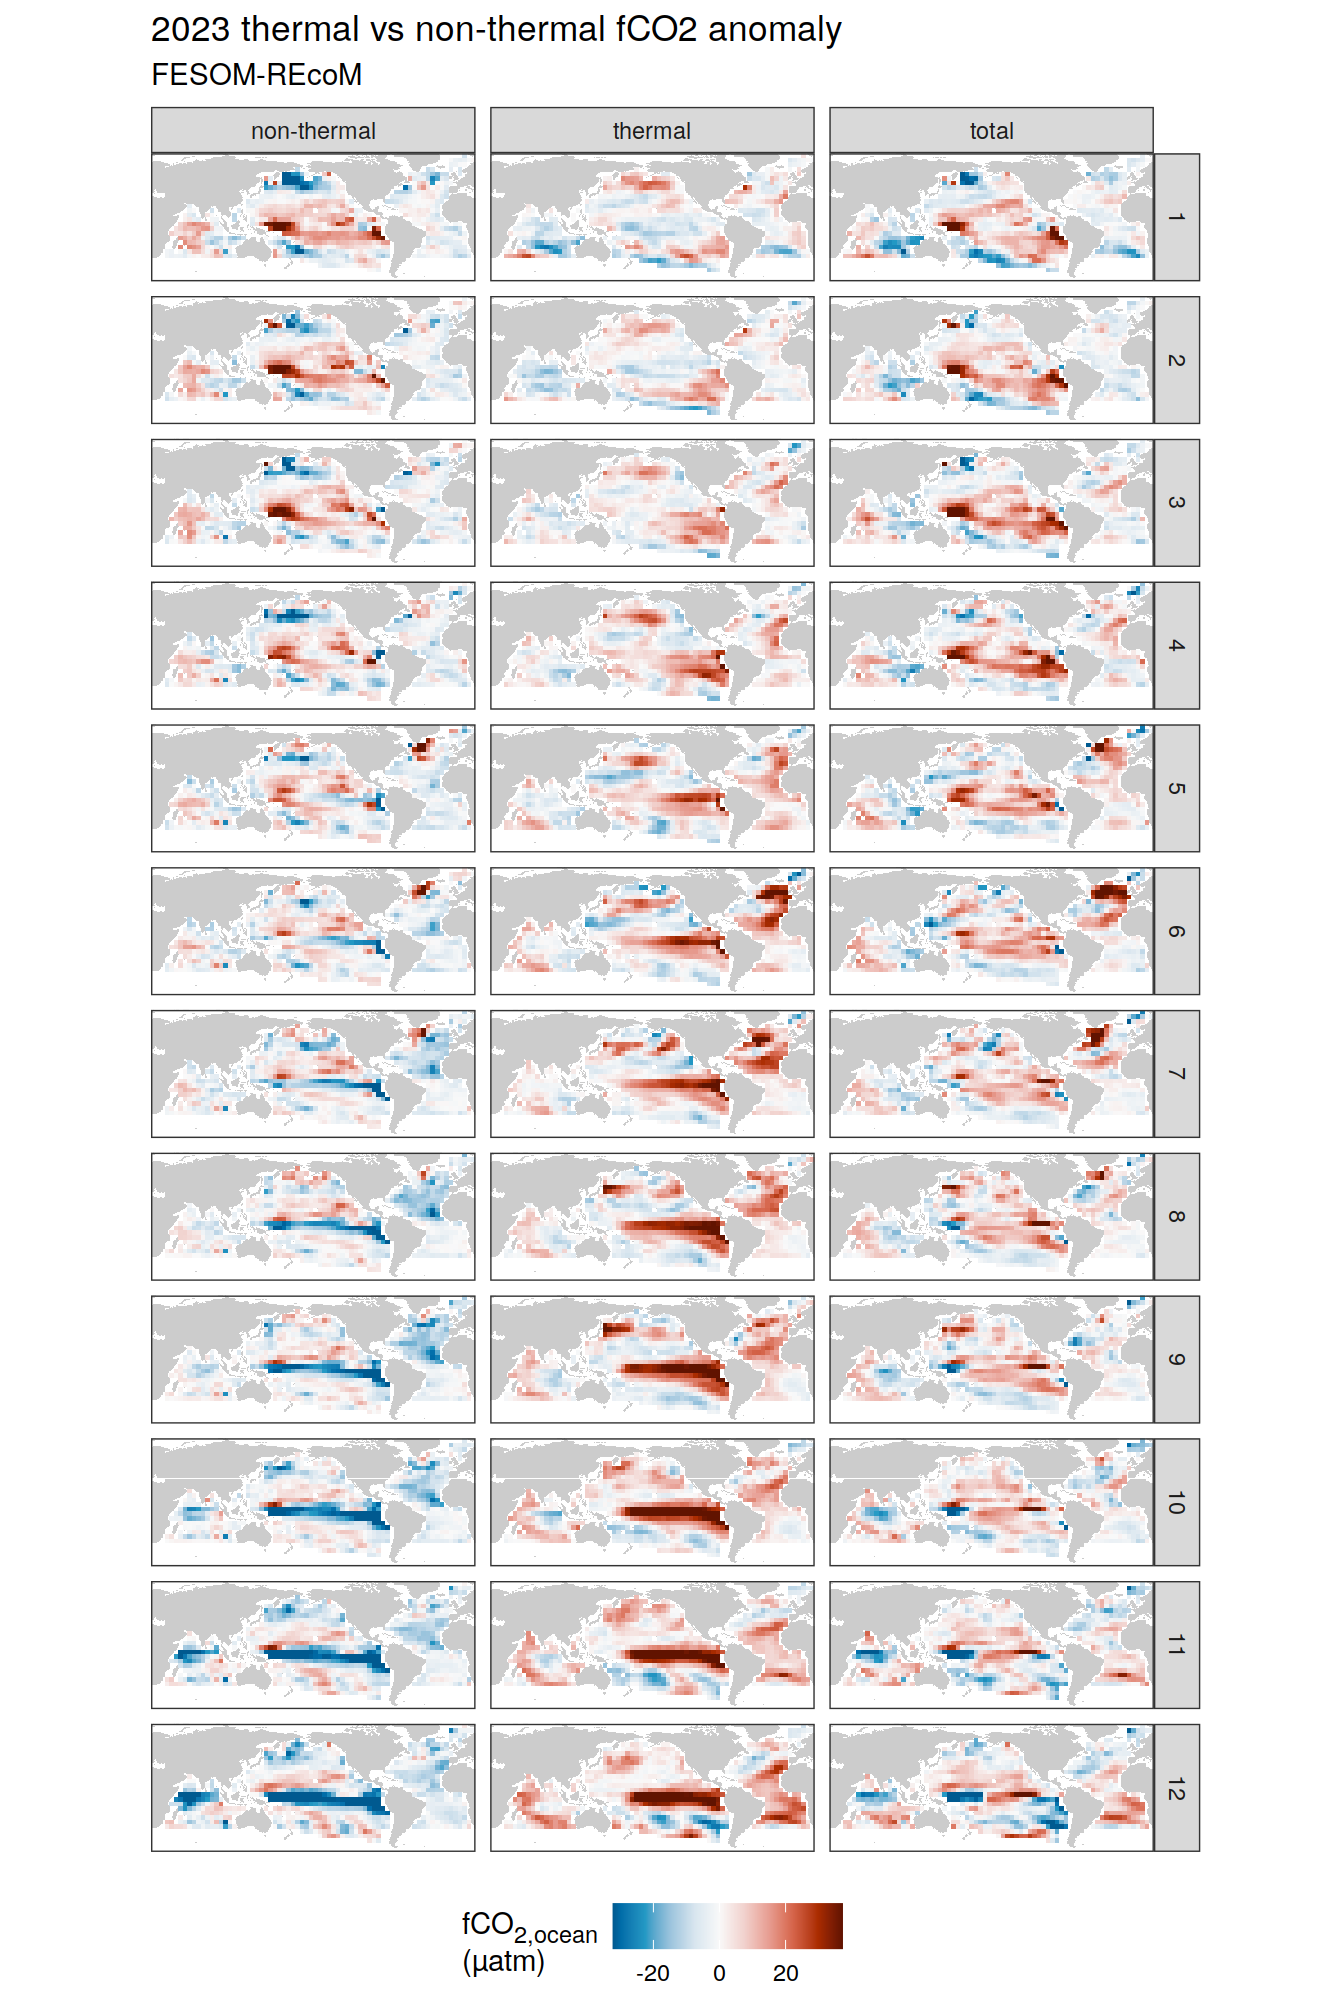 2023 thermal vs non-thermal fCO2 anomaly
FESOM-REcoM
non-thermal thermal total
1
2
3
4
5
6
7
8
9
10
11
12
fCO2,ocean
(µatm)
-20 0 20